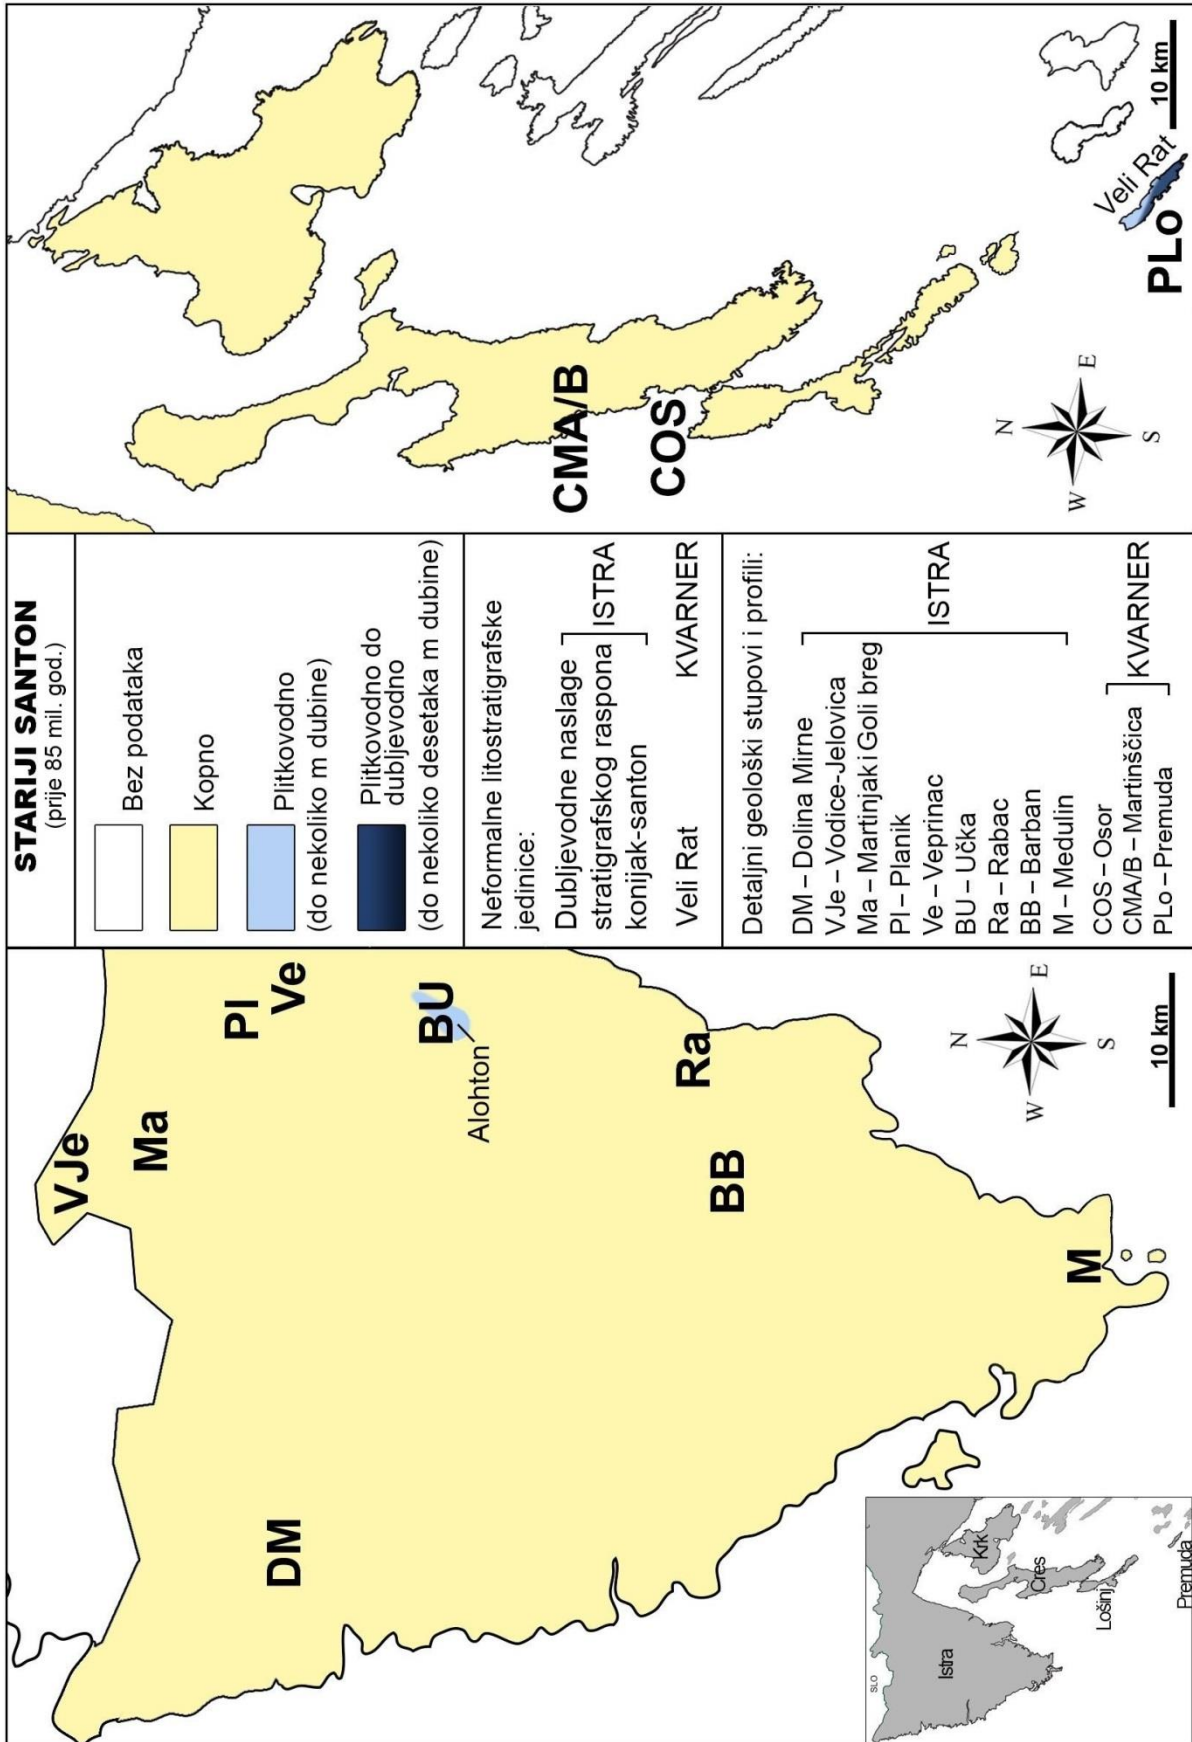 VJe
Ma
PI
Ve
DM
BU
Alohton
Ra
BB
M
N
W
E
S
10 km
SLO
Istra
Krk
Cres
Lošinj
Premuda
STARIJI SANTON
(prije 85 mil. god.)
Bez podataka
Kopno
Plitkovodno
(do nekoliko m dubine)
Plitkovodno do
dubljevodno
(do nekoliko desetaka m dubine)
Neformalne litostratigrafske
jedinice:
Dubljevodne naslage
stratigrafskog raspona
konijak-santon
ISTRA
Veli Rat
KVARNER
Detaljni geološki stupovi i profili:
DM – Dolina Mirne
VJe – Vodice-Jelovica
Ma – Martinjak i Goli breg
PI – Planik
Ve – Veprinac
BU – Učka
Ra – Rabac
BB – Barban
M – Medulin
ISTRA
COS – Osor
CMA/B – Martinšćica
PLo – Premuda
KVARNER
CMA/B
COS
Veli Rat
PLo
N
W
E
S
10 km